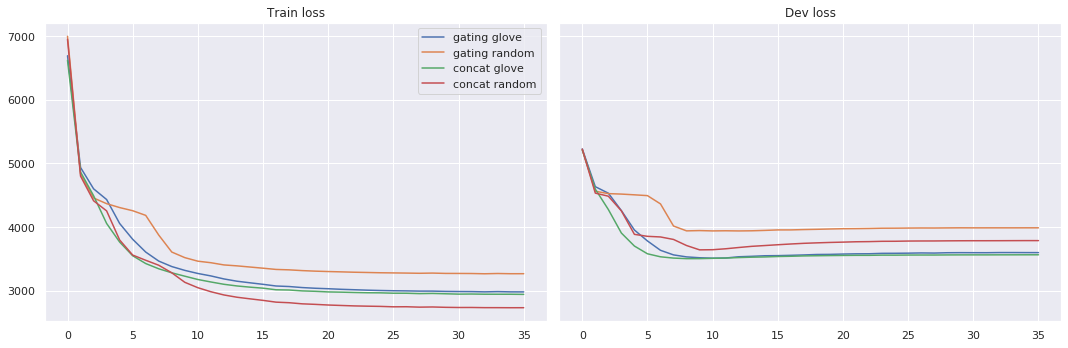 Train loss
Dev loss
7000
6000
5000
4000
3000
gating glove
gating random
concat glove
concat random
0 5 10 15 20 25 30 35
0 5 10 15 20 25 30 35